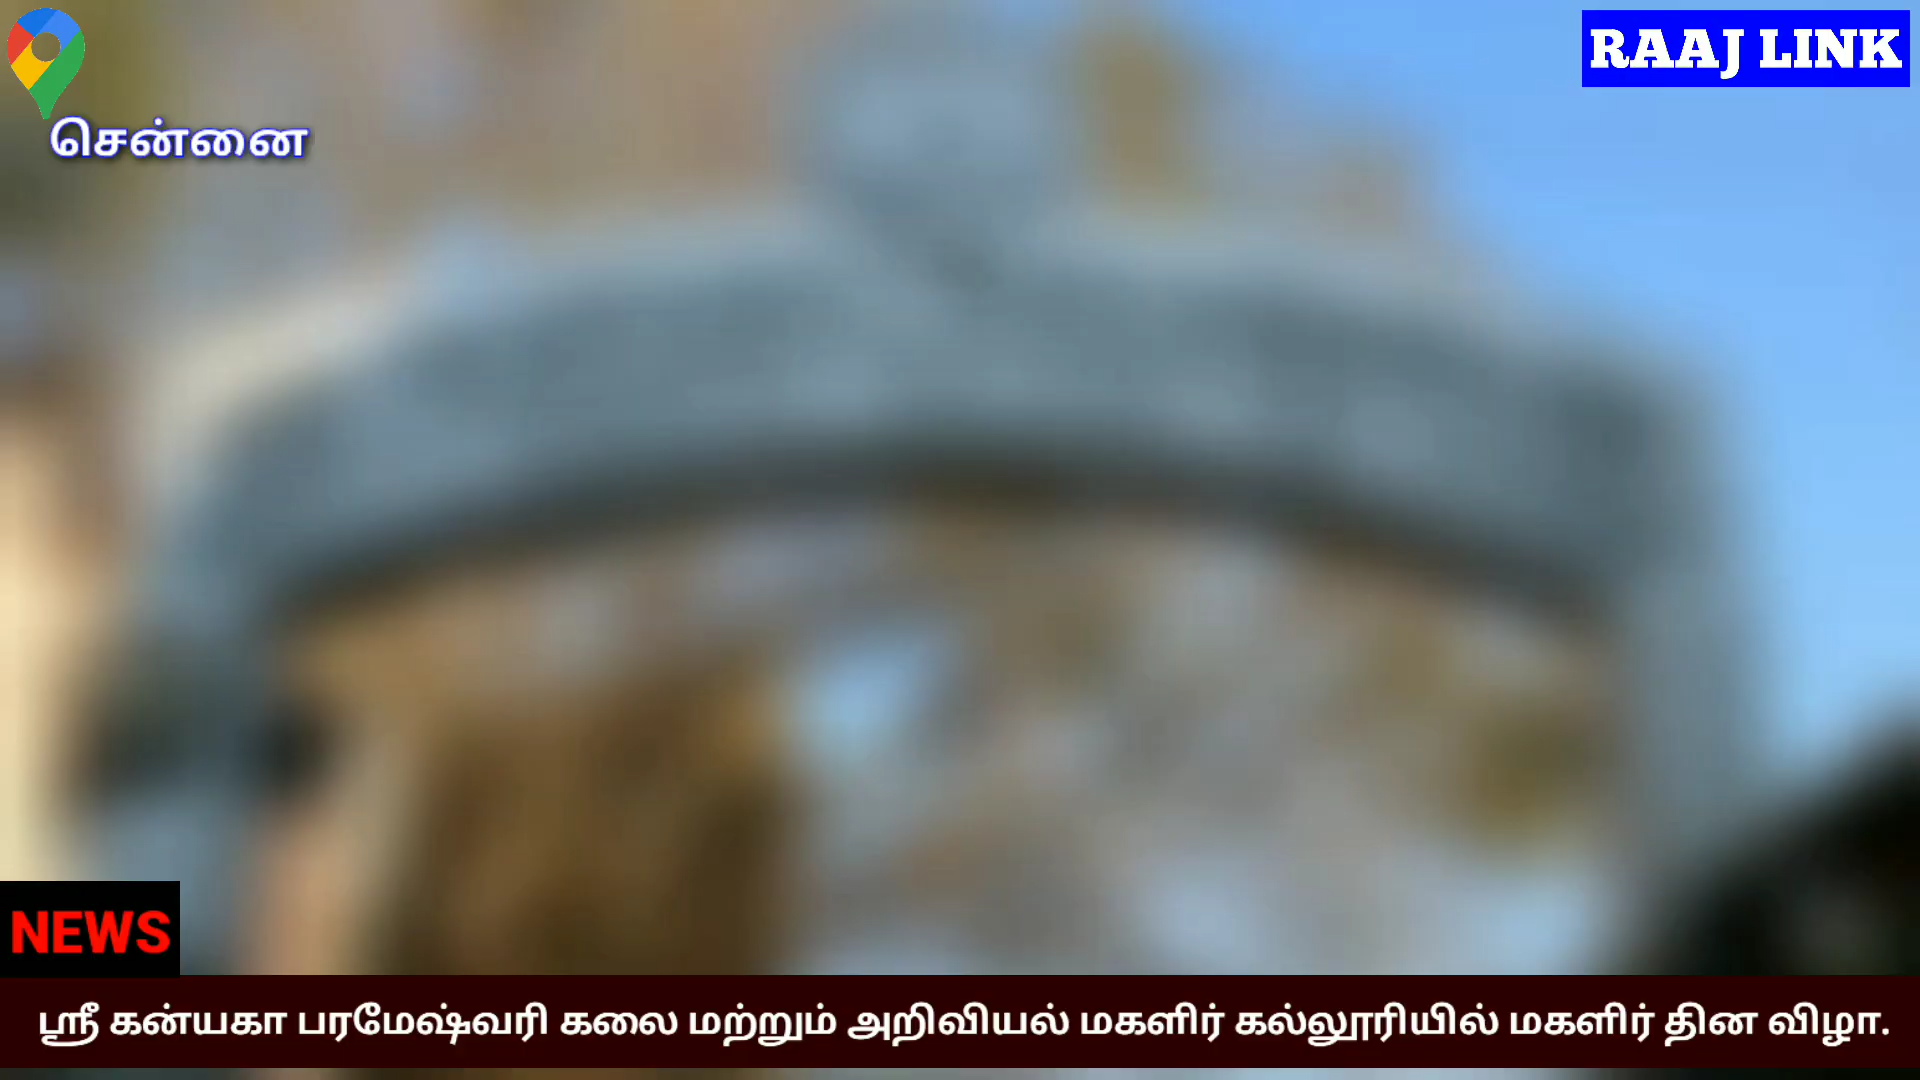 RAAJ LINK
சென்னை
NEWS
ஸ்ரீ கன்யகா பரமேஷ்வரி கலை மற்றும் அறிவியல் மகளிர் கல்லூரியில் மகளிர் தின விழா.